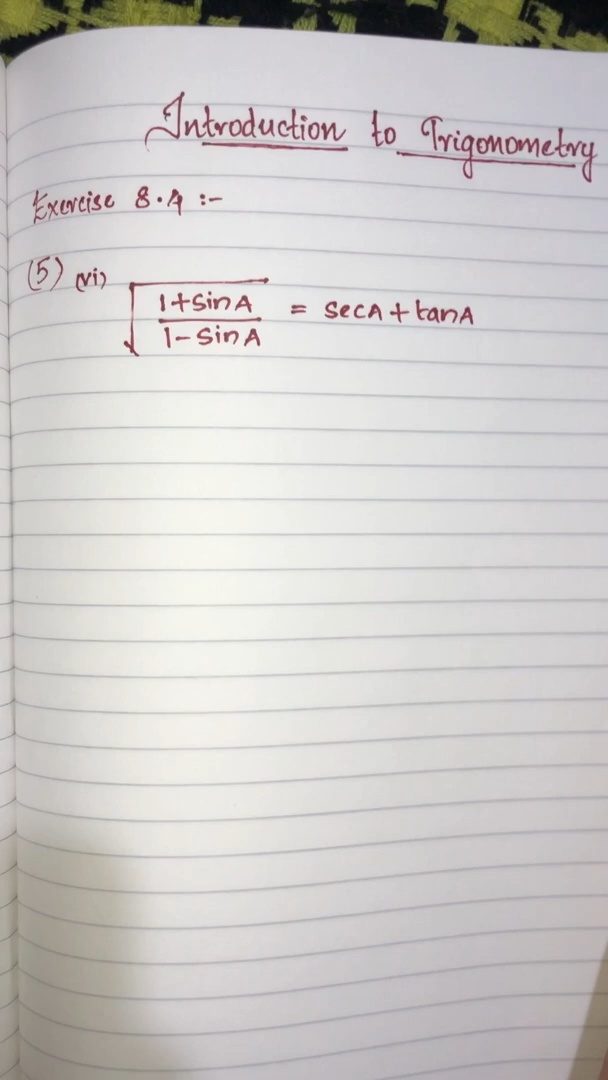 Introduction to Trigonometry
Exercise 8.4 :-
(5) (vi) √(1+sinA / 1-sinA) = secA + tanA